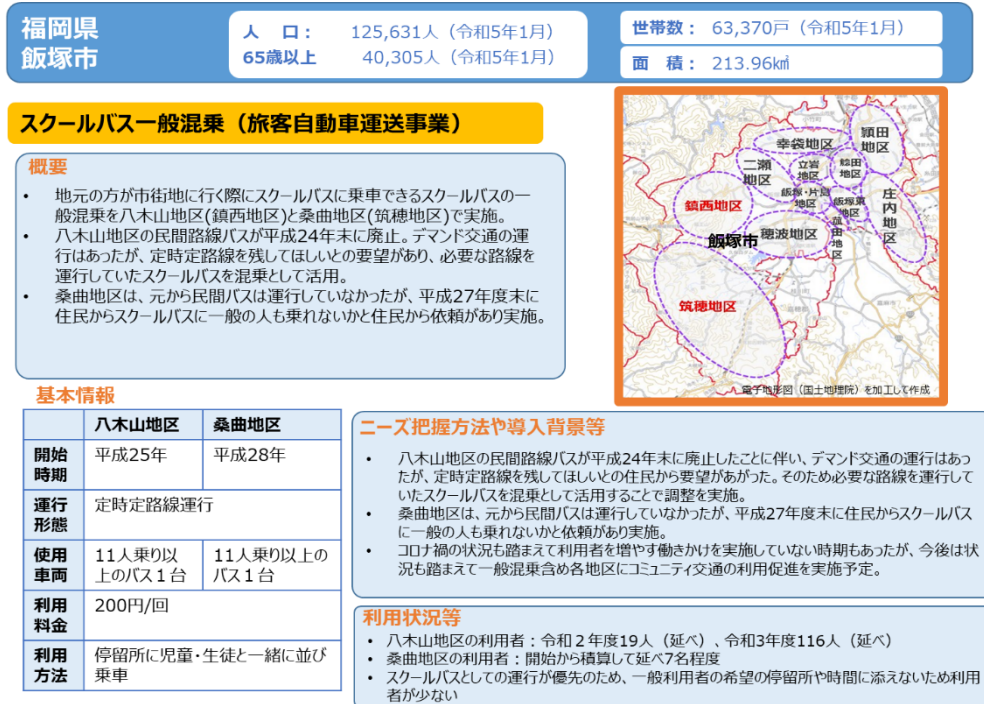 福岡県
飯塚市
人　口： 125,631人（令和5年1月）
65歳以上 40,305人（令和5年1月）
世帯数： 63,370戸（令和5年1月）
面　積： 213.96㎢
スクールバス一般混乗（旅客自動車運送事業）
概要
• 地元の方が市街地に行く際にスクールバスに乗車できるスクールバスの一
般混乗を八木山地区(鎮西地区)と桑曲地区(筑穂地区)で実施。
• 八木山地区の民間路線バスが平成24年末に廃止。デマンド交通の運
行はあったが、定時定路線を残してほしいとの要望があり、必要な路線を
運行していたスクールバスを混乗として活用。
• 桑曲地区は、元から民間バスは運行していなかったが、平成27年度末に
住民からスクールバスに一般の人も乗れないかと住民から依頼があり実施。
幸袋地区
頴田
地区
二瀬
地区
立岩
地区
鯰田
地区
飯塚・片島
地区
飯塚東
地区
庄内地区
鎮西地区
飯塚市
穂波地区
菰田地区
筑穂地区
電子地形図（国土地理院）を加工して作成
基本情報
八木山地区 桑曲地区
開始
時期
平成25年 平成28年
運行
形態
定時定路線運行
使用
車両
11人乗り以
上のバス１台
11人乗り以上の
バス１台
利用
料金
200円/回
利用
方法
停留所に児童・生徒と一緒に並び
乗車
ニーズ把握方法や導入背景等
• 八木山地区の民間路線バスが平成24年末に廃止したことに伴い、デマンド交通の運行はあっ
たが、定時定路線を残してほしいとの住民から要望があがった。そのため必要な路線を運行して
いたスクールバスを混乗として活用することで調整を実施。
• 桑曲地区は、元から民間バスは運行していなかったが、平成27年度末に住民からスクールバス
に一般の人も乗れないかと依頼があり実施。
• コロナ禍の状況も踏まえて利用者を増やす働きかけを実施していない時期もあったが、今後は状
況も踏まえて一般混乗含め各地区にコミュニティ交通の利用促進を実施予定。
利用状況等
• 八木山地区の利用者：令和２年度19人（延べ）、令和3年度116人（延べ）
• 桑曲地区の利用者：開始から積算して延べ7名程度
• スクールバスとしての運行が優先のため、一般利用者の希望の停留所や時間に添えないため利用
者が少ない